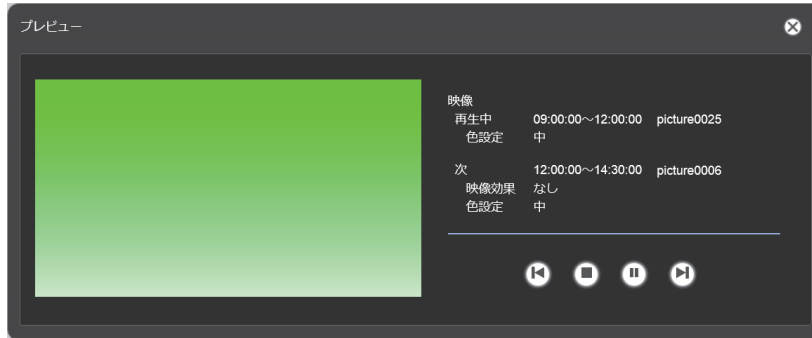 プレビュー
映像
再生中 09:00:00～12:00:00 picture0025
色設定 中
次 12:00:00～14:30:00 picture0006
映像効果 なし
色設定 中